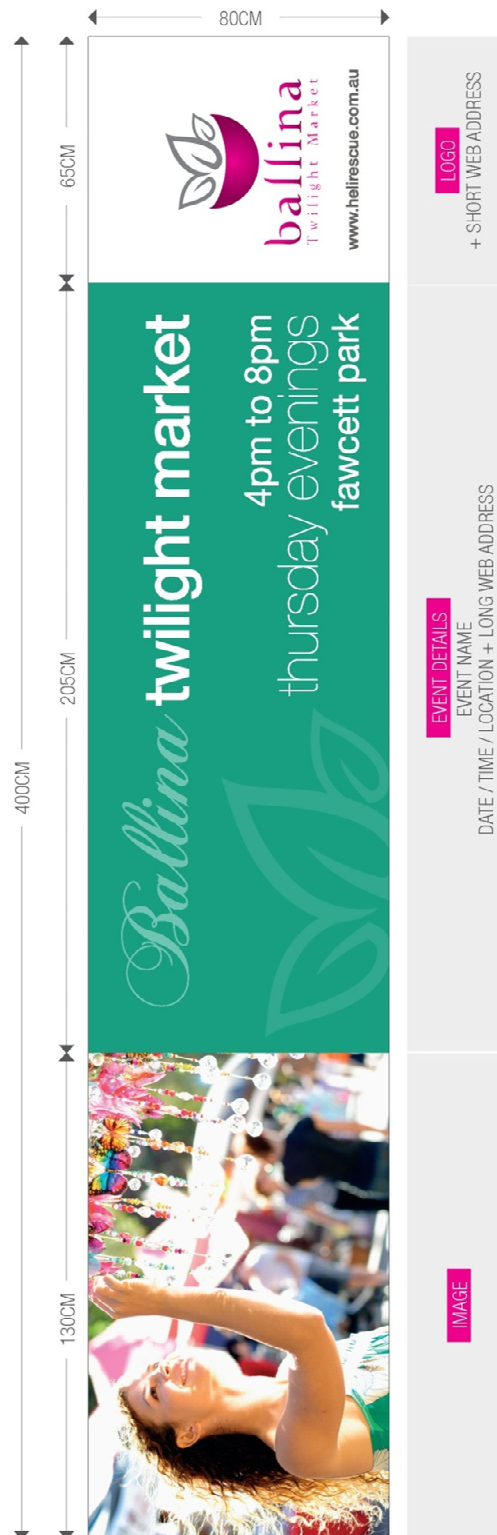 80CM
400CM
130CM
205CM
65CM
Ballina twilight market
4pm to 8pm
thursday evenings
fawcett park
ballina
Twilight Market
www.helirescue.com.au
IMAGE
EVENT DETAILS
EVENT NAME
DATE / TIME / LOCATION + LONG WEB ADDRESS
LOGO
+ SHORT WEB ADDRESS